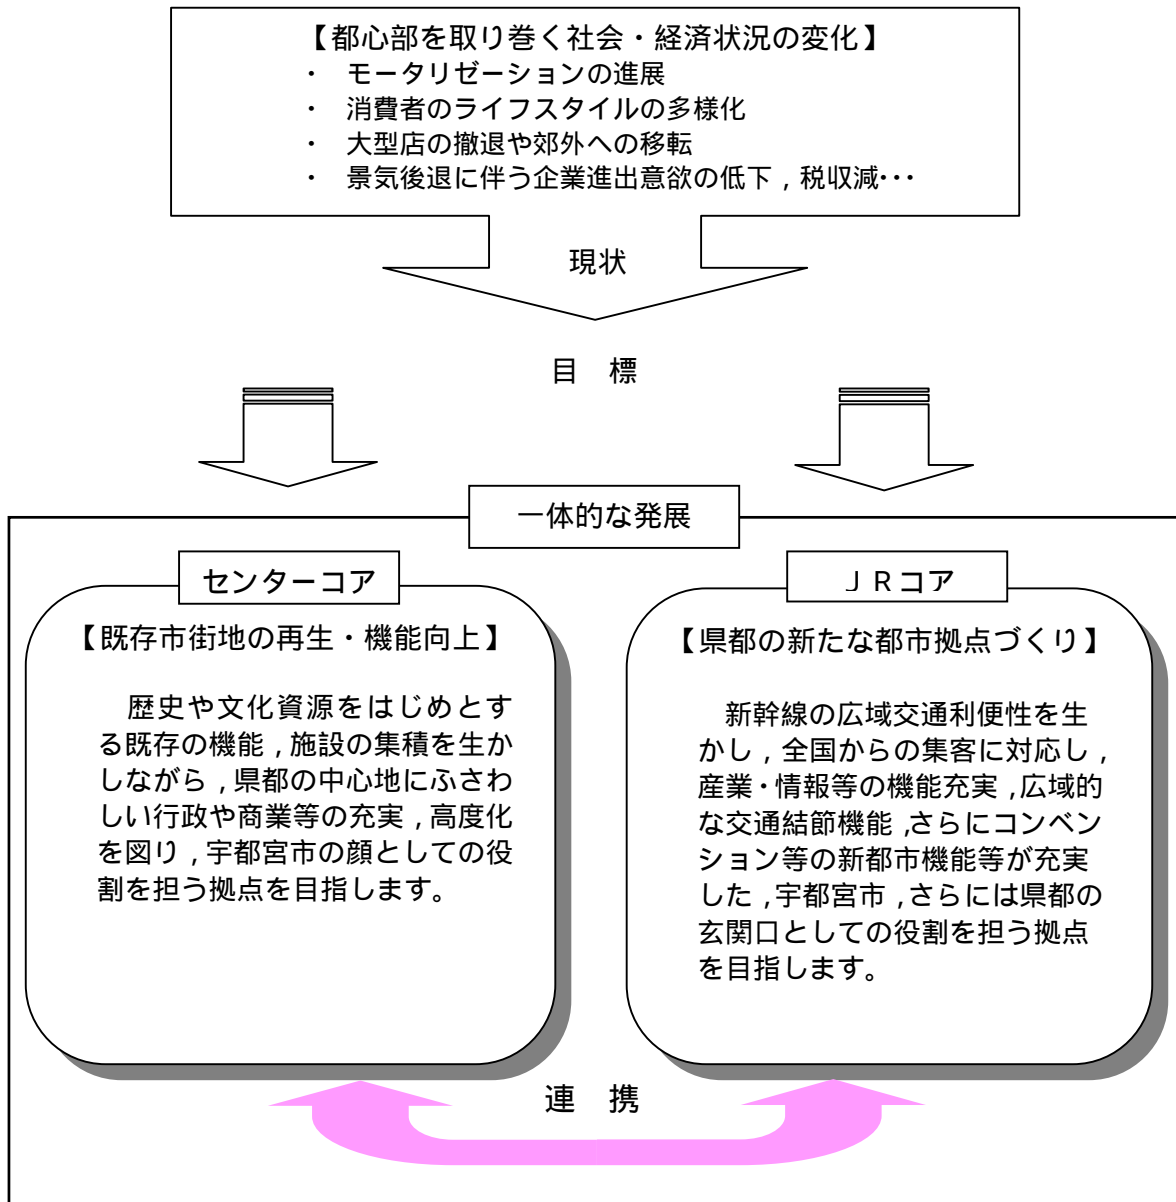 【都心部を取り巻く社会・経済状況の変化】
・ モータリゼーションの進展
・ 消費者のライフスタイルの多様化
・ 大型店の撤退や郊外への移転
・ 景気後退に伴う企業進出意欲の低下，税収減・・・
現状
目　標
一体的な発展
センターコア
【既存市街地の再生・機能向上】
歴史や文化資源をはじめとす
る既存の機能，施設の集積を生か
しながら，県都の中心地にふさわ
しい行政や商業等の充実，高度化
を図り，宇都宮市の顔としての役
割を担う拠点を目指します。
ＪＲコア
【県都の新たな都市拠点づくり】
新幹線の広域交通利便性を生
かし，全国からの集客に対応し，
産業・情報等の機能充実，広域的
な交通結節機能，さらにコンベン
ション等の新都市機能等が充実
した，宇都宮市，さらには県都の
玄関口としての役割を担う拠点
を目指します。
連　携